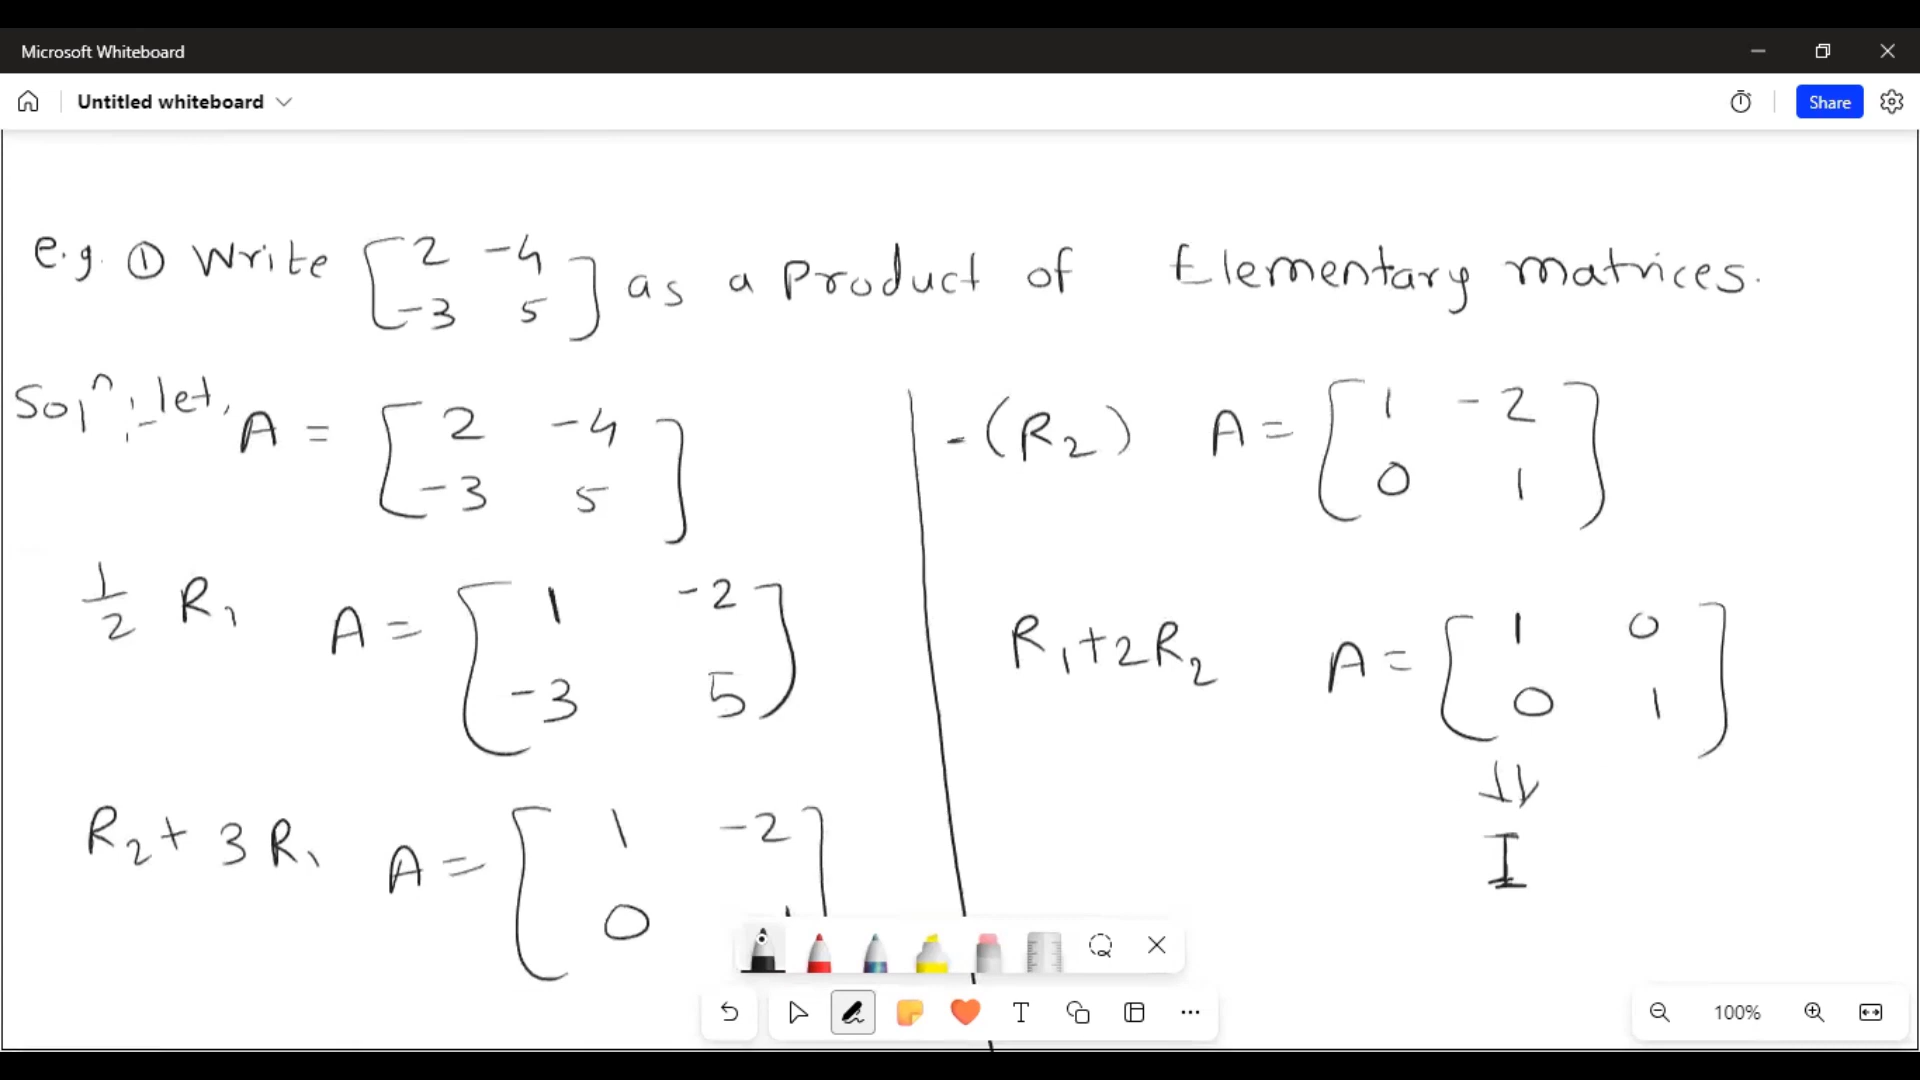 Microsoft Whiteboard
Untitled whiteboard
Share
e.g. ① Write [2 -4
-3 5] as a product of Elementary matrices.
Solⁿ:- let, A = [2 -4
-3 5]
1/2 R₁ A = [1 -2
-3 5]
R₂ + 3R₁ A = [1 -2
0
-(R₂) A = [1 -2
0 1]
R₁+2R₂ A = [1 0
0 1]
⇓
I
T
100%